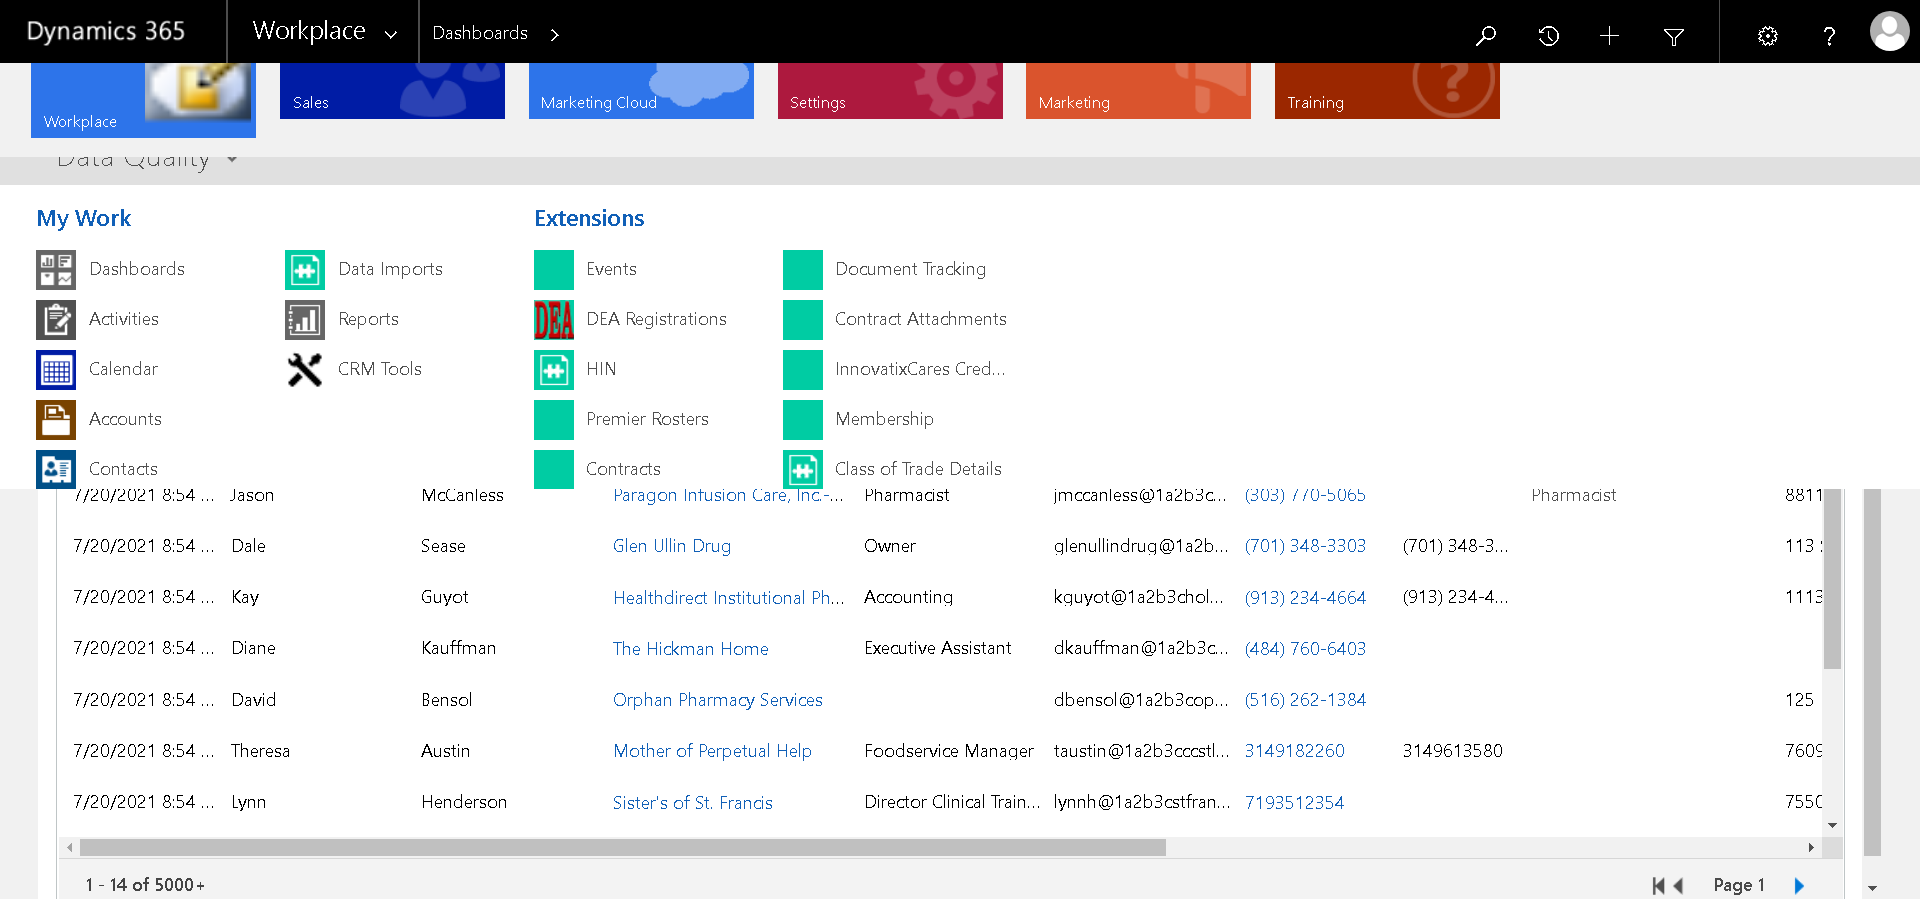 Dynamics 365 Workplace Dashboards
Workplace Sales Marketing Cloud Settings Marketing Training
Data Quality
My Work Extensions
Dashboards Data Imports Events Document Tracking
Activities Reports DEA DEA Registrations Contract Attachments
Calendar CRM Tools HIN InnovatixCares Cred...
Accounts Premier Rosters Membership
Contacts Contracts Class of Trade Details
7/20/2021 8:54 ... Jason McCanless Paragon Infusion Care, Inc.-... Pharmacist jmccanless@1a2b3c... (303) 770-5065 Pharmacist 8811
7/20/2021 8:54 ... Dale Sease Glen Ullin Drug Owner glenullindrug@1a2b... (701) 348-3303 (701) 348-3... 113
7/20/2021 8:54 ... Kay Guyot Healthdirect Institutional Ph... Accounting kguyot@1a2b3chol... (913) 234-4664 (913) 234-4... 1113
7/20/2021 8:54 ... Diane Kauffman The Hickman Home Executive Assistant dkauffman@1a2b3c... (484) 760-6403
7/20/2021 8:54 ... David Bensol Orphan Pharmacy Services dbensol@1a2b3cop... (516) 262-1384 125
7/20/2021 8:54 ... Theresa Austin Mother of Perpetual Help Foodservice Manager taustin@1a2b3cccstl... 3149182260 3149613580 7609
7/20/2021 8:54 ... Lynn Henderson Sister's of St. Francis Director Clinical Train... lynnh@1a2b3cstfran... 7193512354 7550
1 - 14 of 5000+ Page 1